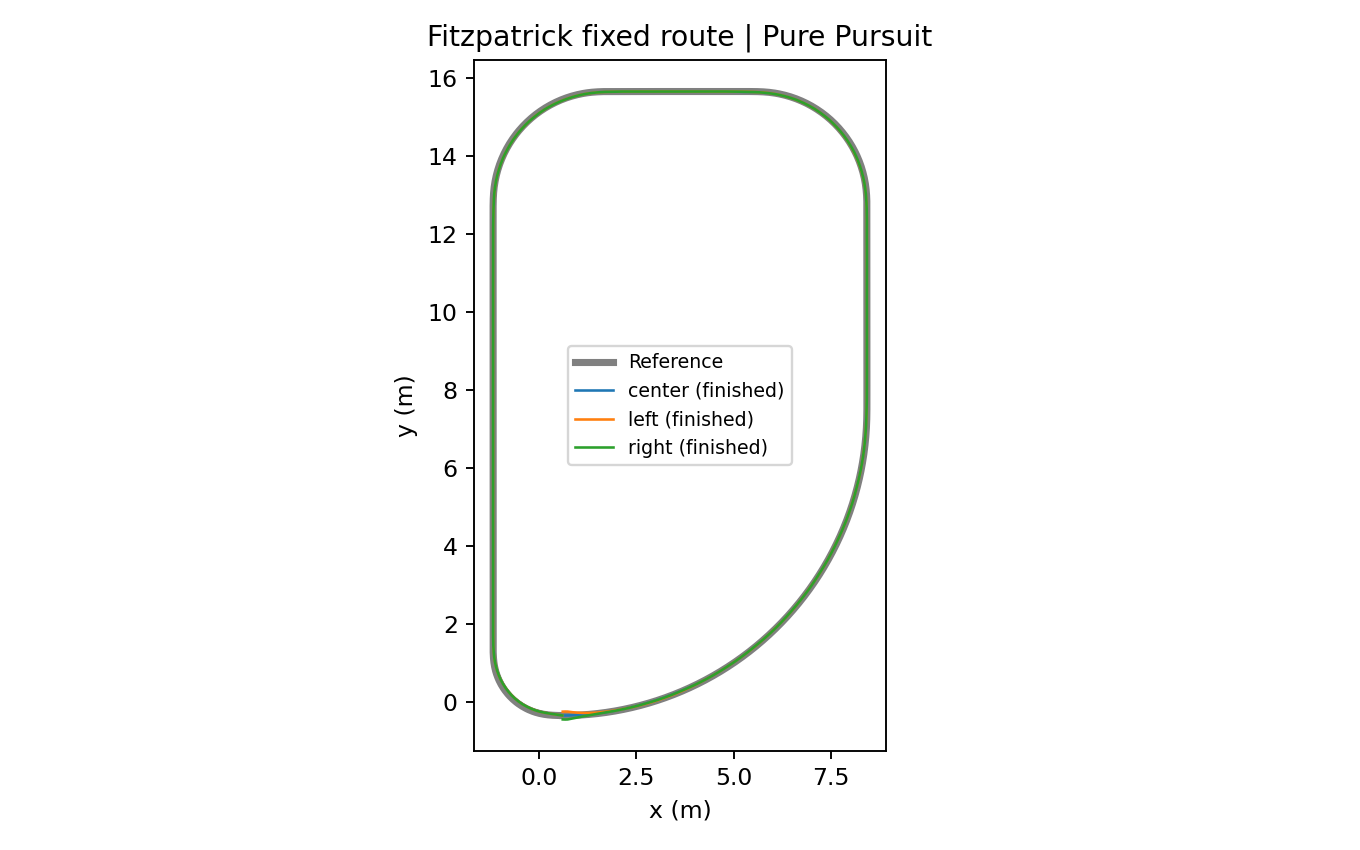 Fitzpatrick fixed route | Pure Pursuit
16
14
12
10
8
6
4
2
0
y (m)
Reference
center (finished)
left (finished)
right (finished)
0.0 2.5 5.0 7.5
x (m)